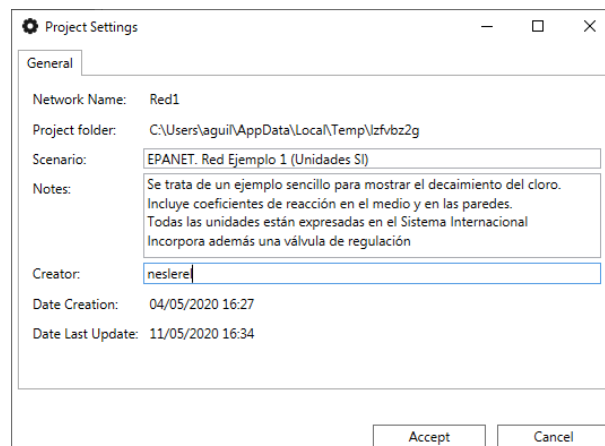 Project Settings
General
Network Name: Red1
Project folder: C:\Users\aguil\AppData\Local\Temp\lzfvbz2g
Scenario: EPANET. Red Ejemplo 1 (Unidades SI)
Notes: Se trata de un ejemplo sencillo para mostrar el decaimiento del cloro.
Incluye coeficientes de reacción en el medio y en las paredes.
Todas las unidades están expresadas en el Sistema Internacional
Incorpora además una válvula de regulación
Creator: neslerel
Date Creation: 04/05/2020 16:27
Date Last Update: 11/05/2020 16:34
Accept Cancel